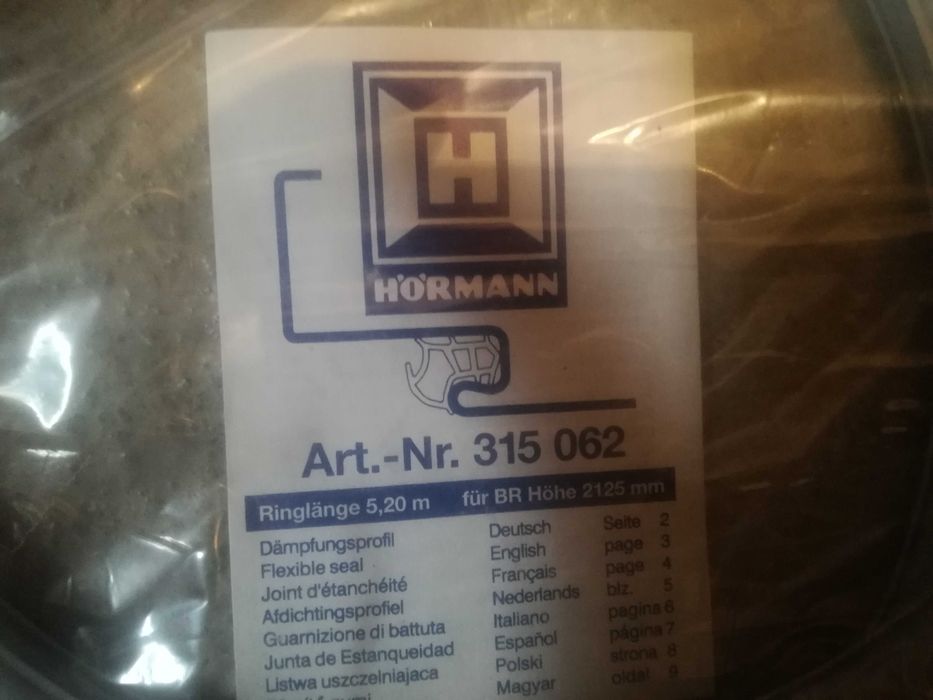 H
HÖRMANN
Art.-Nr. 315 062
Ringlänge 5,20 m für BR Höhe 2125 mm
Dämpfungsprofil Deutsch Seite 2
Flexible seal English page 3
Joint d'étanchéité Français page 4
Afdichtingsprofiel Nederlands blz. 5
Guarnizione di battuta Italiano pagina 6
Junta de Estanqueidad Español página 7
Listwa uszczelniajaca Polski strona 8
Magyar oldal 9